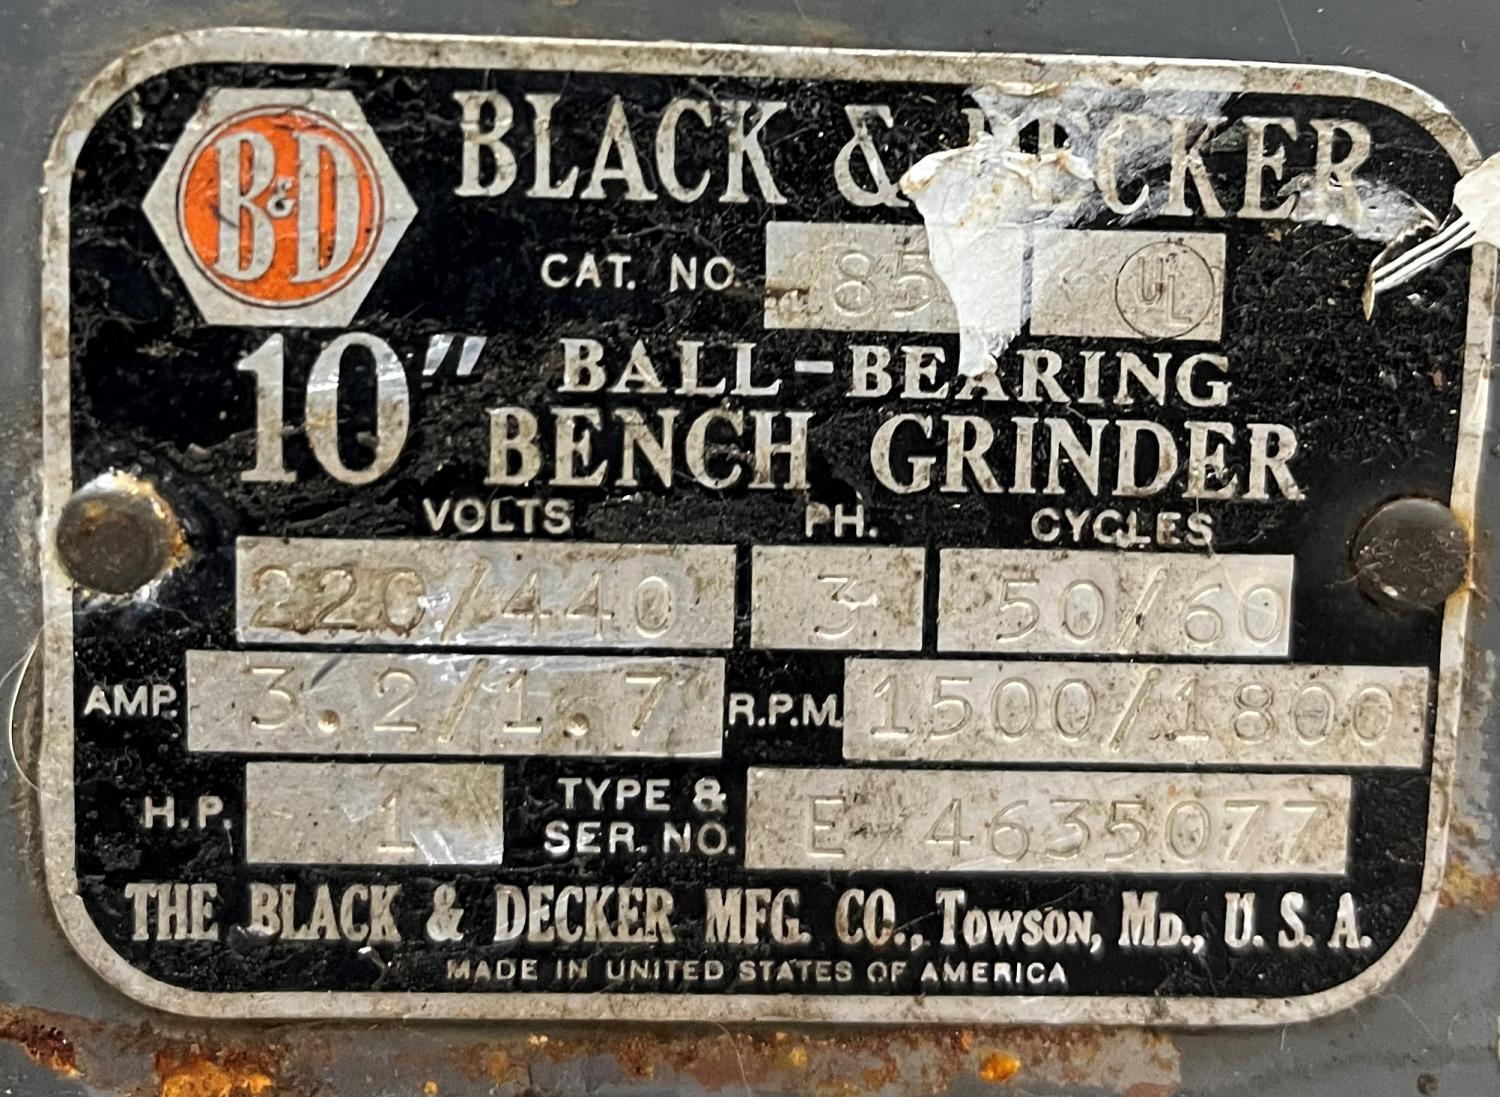 B&D
BLACK & DECKER
CAT. NO. 85
UL
10" BALL-BEARING
BENCH GRINDER
VOLTS PH. CYCLES
220/440 3 50/60
AMP. 3.2/1.7 R.P.M. 1500/1800
H.P. 1 TYPE & SER. NO. E 4635077
THE BLACK & DECKER MFG. CO., TOWSON, MD., U. S. A.
MADE IN UNITED STATES OF AMERICA